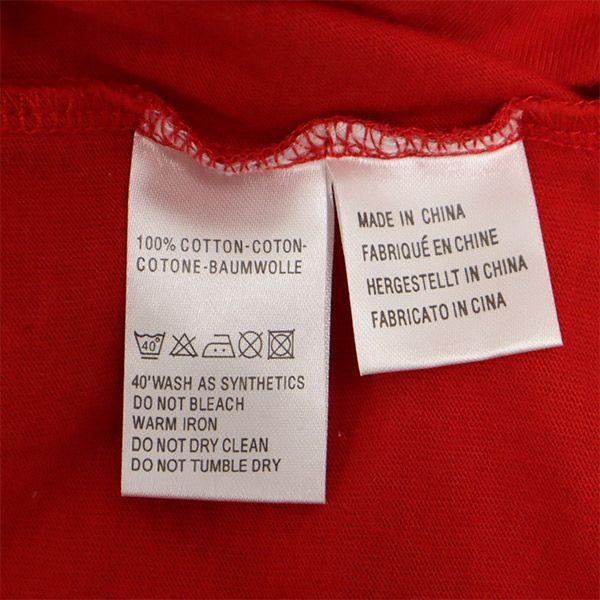 100% COTTON-COTON-
COTONE-BAUMWOLLE
40°
40'WASH AS SYNTHETICS
DO NOT BLEACH
WARM IRON
DO NOT DRY CLEAN
DO NOT TUMBLE DRY
MADE IN CHINA
FABRIQUÉ EN CHINE
HERGESTELLT IN CHINA
FABRICATO IN CINA